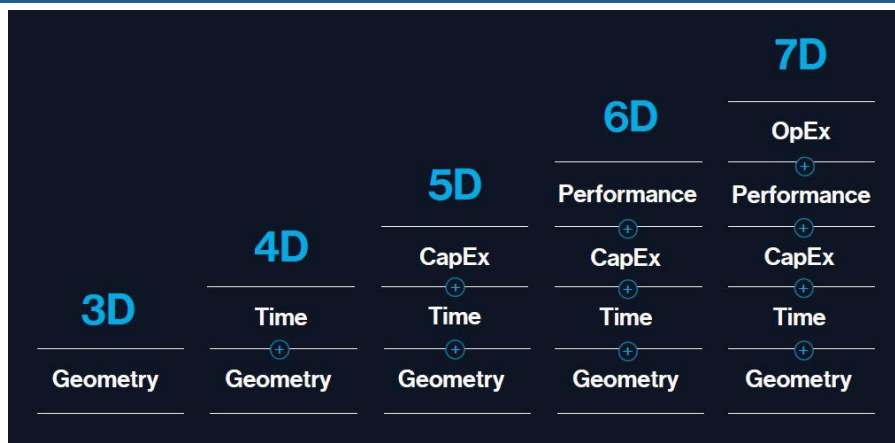 3D
Geometry
4D
Time
+
Geometry
5D
CapEx
+
Time
+
Geometry
6D
Performance
+
CapEx
+
Time
+
Geometry
7D
OpEx
+
Performance
+
CapEx
+
Time
+
Geometry